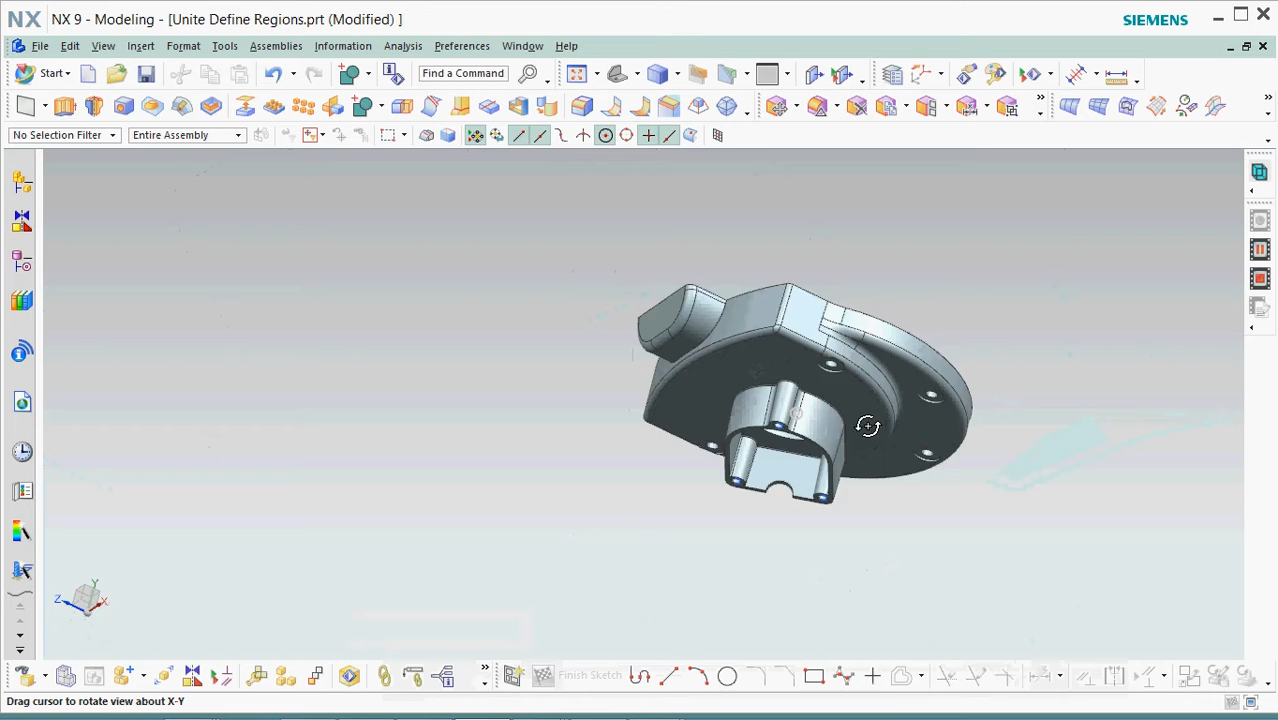 NX NX 9 - Modeling - [Unite Define Regions.prt (Modified) ] SIEMENS
File Edit View Insert Format Tools Assemblies Information Analysis Preferences Window Help
Start Find a Command
No Selection Filter Entire Assembly
Y
Z X
Finish Sketch
Drag cursor to rotate view about X-Y